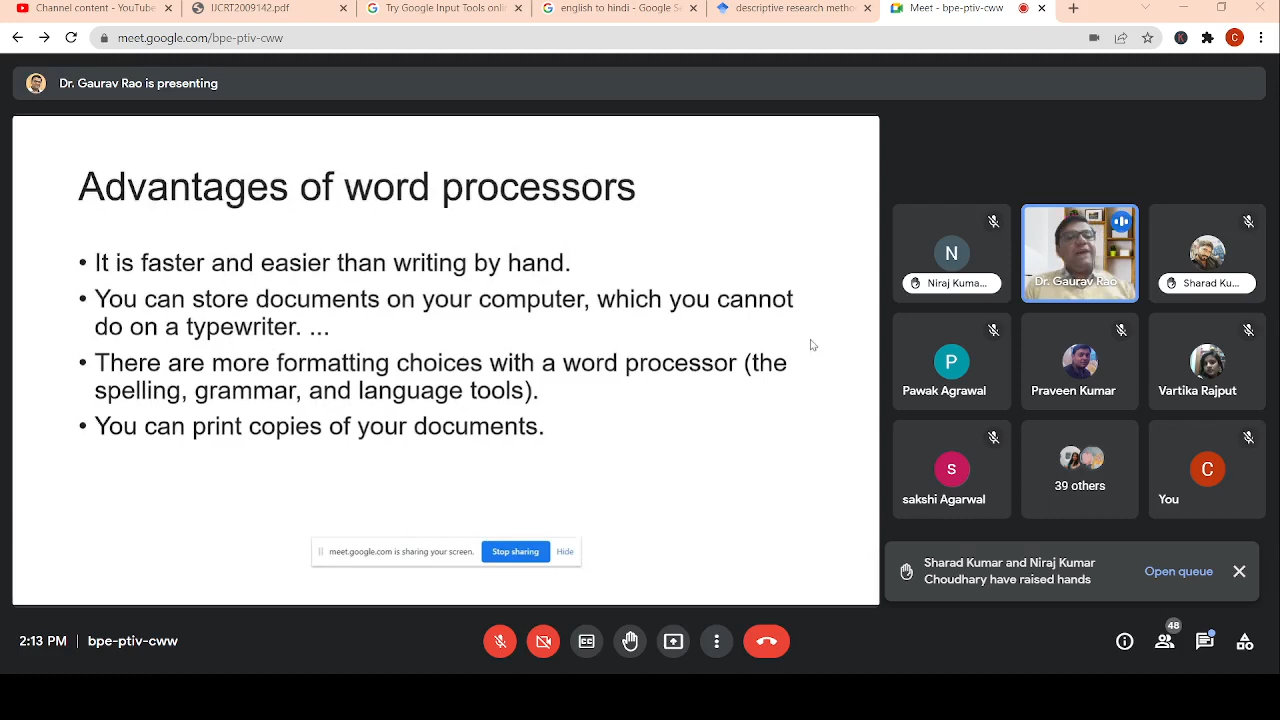 Channel content - YouTube
IJCRT2009142.pdf
Try Google Input Tools onli
english to hindi - Google Se
descriptive research metho
Meet - bpe-ptiv-cww
meet.google.com/bpe-ptiv-cww
K
C
Dr. Gaurav Rao is presenting
Advantages of word processors
• It is faster and easier than writing by hand.
• You can store documents on your computer, which you cannot
do on a typewriter. ...
• There are more formatting choices with a word processor (the
spelling, grammar, and language tools).
• You can print copies of your documents.
meet.google.com is sharing your screen.
Stop sharing
Hide
N
Niraj Kuma...
Dr. Gaurav Rao
Sharad Ku...
P
Pawak Agrawal
Praveen Kumar
Vartika Rajput
s
sakshi Agarwal
39 others
C
You
Sharad Kumar and Niraj Kumar
Choudhary have raised hands
Open queue
2:13 PM | bpe-ptiv-cww
CC
48